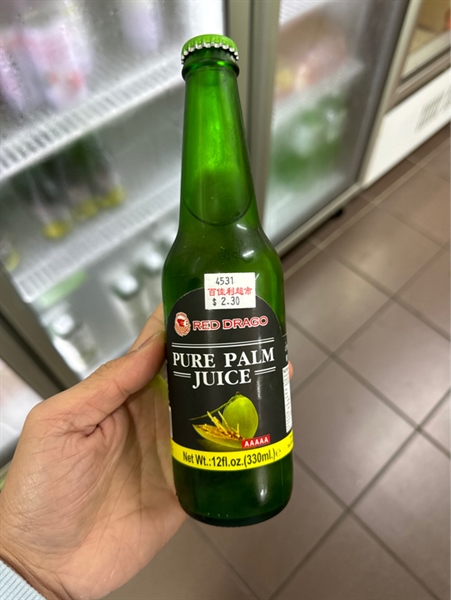 4531
百佳利超市
$ 2.30
RED DRAGO
PURE PALM
JUICE
AAAAA
Net Wt.:12fl.oz.(330ml.)